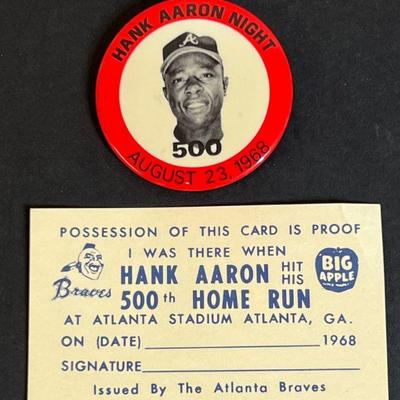 HANK AARON NIGHT
500
AUGUST 23, 1968
POSSESSION OF THIS CARD IS PROOF
I WAS THERE WHEN
Braves
HANK AARON HIT HIS
500th HOME RUN
BIG APPLE
AT ATLANTA STADIUM ATLANTA, GA.
ON (DATE) 1968
SIGNATURE
Issued By The Atlanta Braves